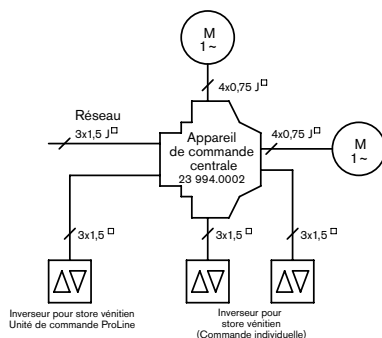 M
1~
4x0,75 J□
Réseau
3x1,5 J□
Appareil
de commande
centrale
23 994.0002
4x0,75 J□
M
1~
3x1,5 □
3x1,5 □
3x1,5 □
Inverseur pour store vénitien
Unité de commande ProLine
Inverseur pour
store vénitien
(Commande individuelle)